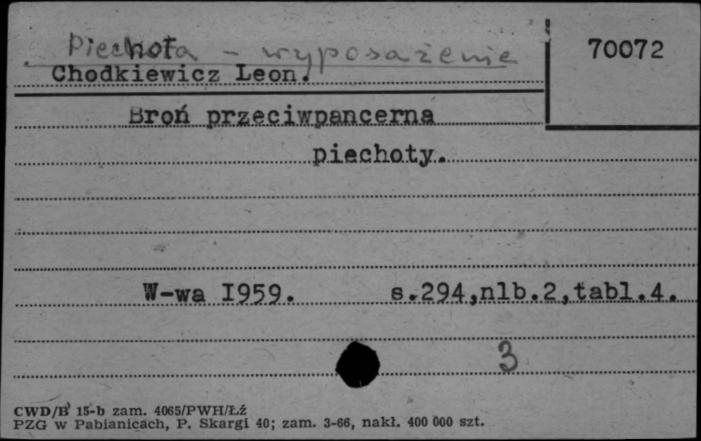 Piechota - wyposażenie
70072
Chodkiewicz Leon.
Broń przeciwpancerna
piechoty.
W-wa I959. s.294,nlb.2,tabl.4.
3
CWD/B 15-b zam. 4065/PWH/Łź
PZG w Pabianicach, P. Skargi 40; zam. 3-66, nakł. 400 000 szt.